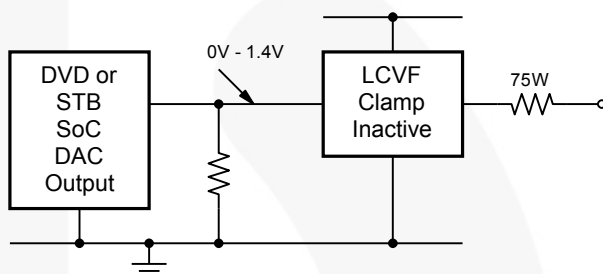 DVD or
STB
SoC
DAC
Output
0V - 1.4V
LCVF
Clamp
Inactive
75W